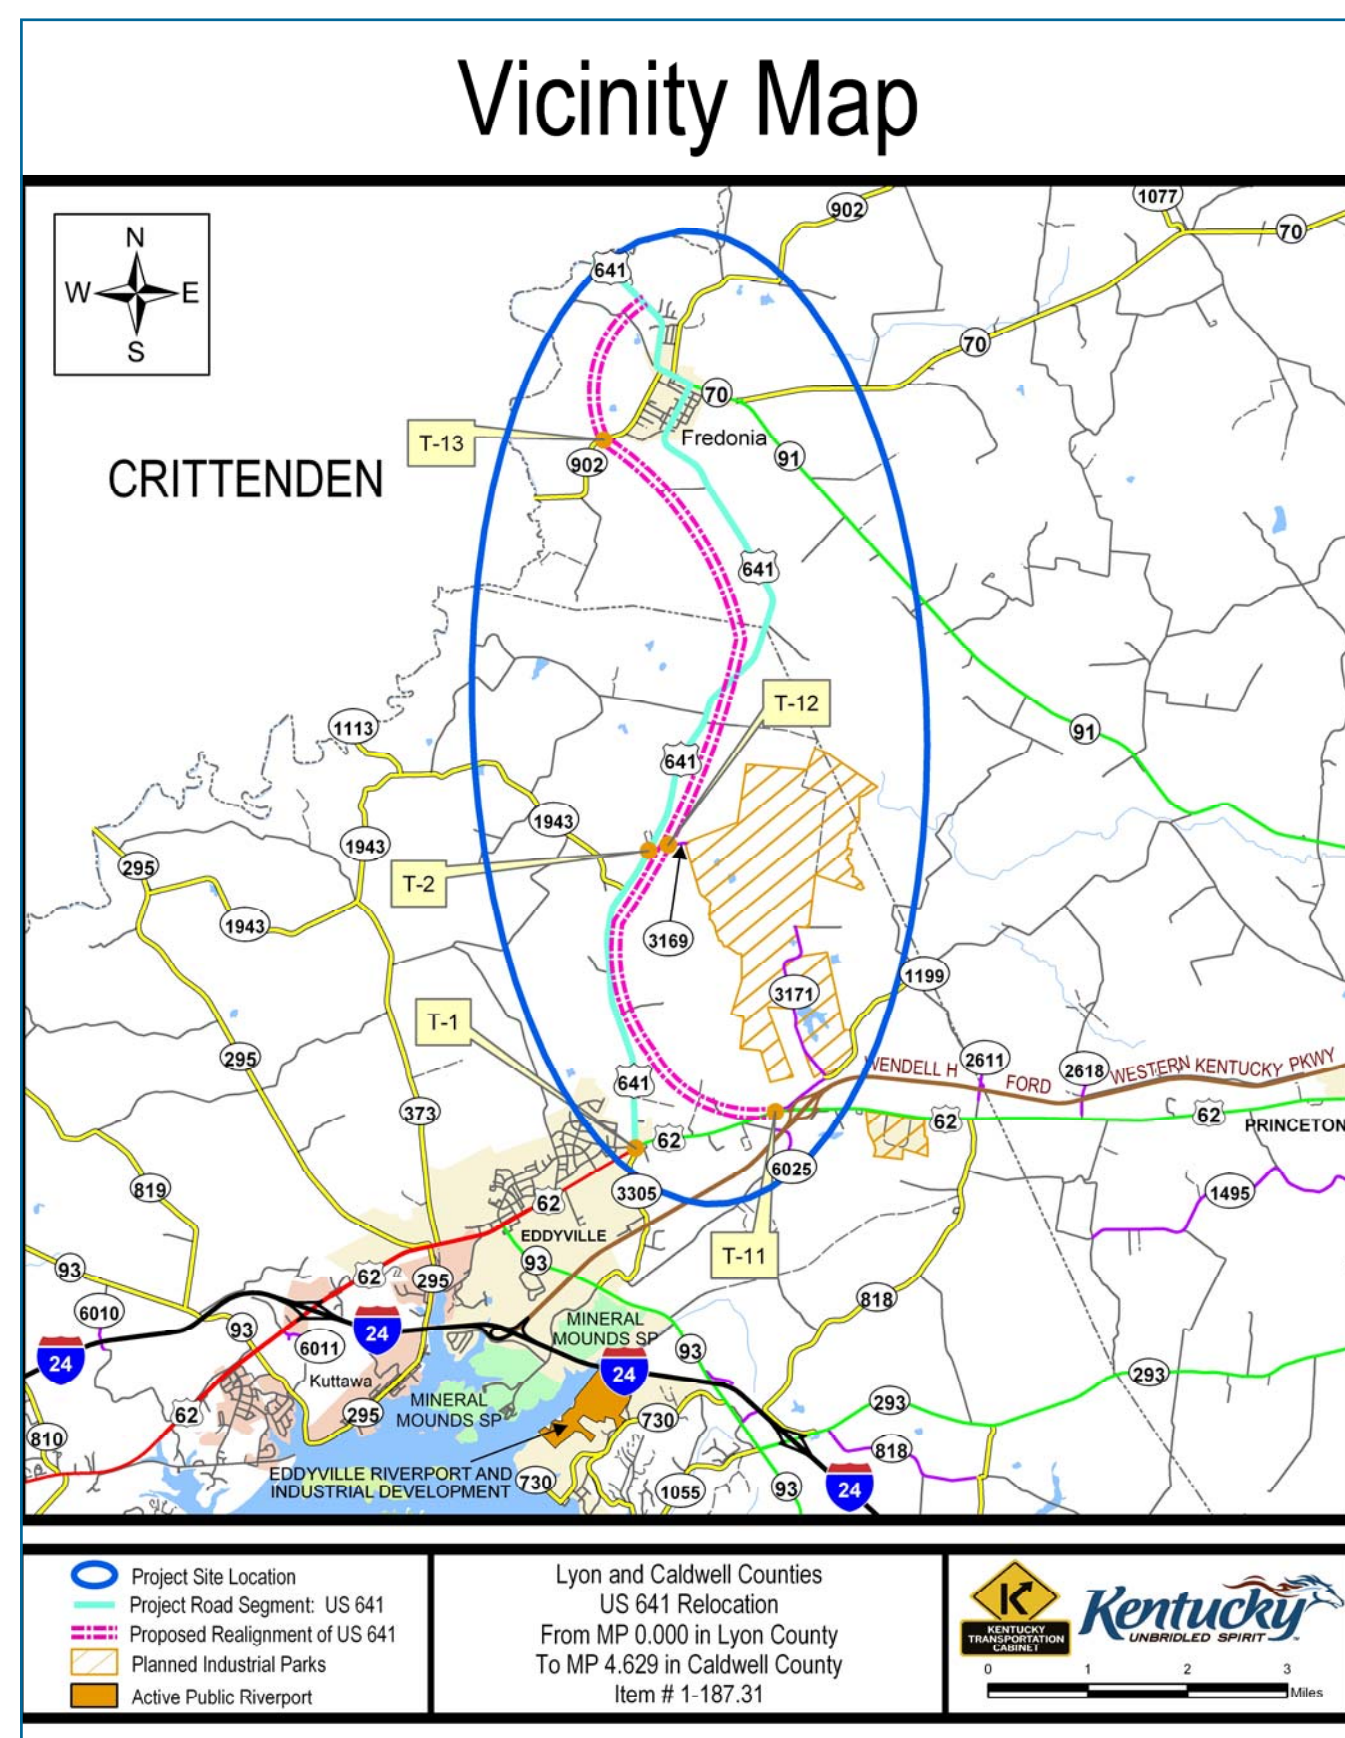 Vicinity Map
N
W E
S
CRITTENDEN
902
1077
70
641
70
70
T-13
Fredonia
902
91
641
T-12
91
1113
641
1943
1943
295
T-2
1943
3169
1199
3171
T-1
295
641
WENDELL H FORD WESTERN KENTUCKY PKWY
2611
2618
373
62
62
62
PRINCETON
6025
819
3305
62
1495
EDDYVILLE
T-11
93
93
62
295
818
6010
MINERAL
MOUNDS SP
93
24
6011
24
93
24
Kuttawa
293
MINERAL
MOUNDS SP
293
62
295
730
810
818
EDDYVILLE RIVERPORT AND
INDUSTRIAL DEVELOPMENT
730
1055
93
24
Project Site Location
Project Road Segment: US 641
Proposed Realignment of US 641
Planned Industrial Parks
Active Public Riverport
Lyon and Caldwell Counties
US 641 Relocation
From MP 0.000 in Lyon County
To MP 4.629 in Caldwell County
Item # 1-187.31
KENTUCKY
TRANSPORTATION
CABINET
Kentucky
UNBRIDLED SPIRIT
0 1 2 3
Miles